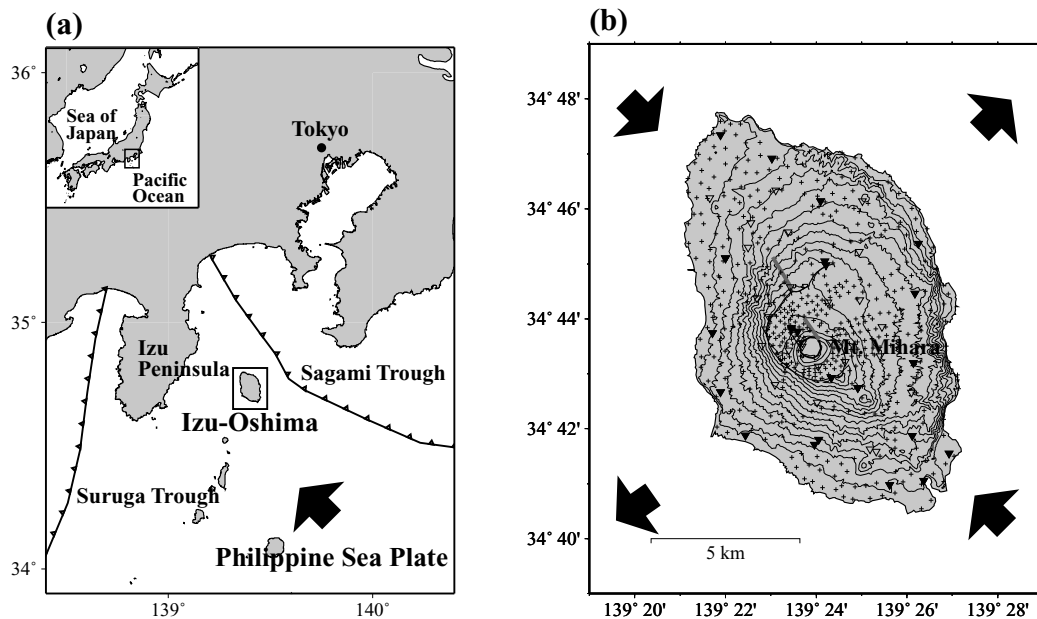 (a)
36°
35°
34°
139°
140°
Sea of
Japan
Pacific
Ocean
Tokyo
Izu
Peninsula
Sagami Trough
Izu-Oshima
Suruga Trough
Philippine Sea Plate
(b)
34° 48'
34° 46'
34° 44'
34° 42'
34° 40'
Mt. Mihara
5 km
139° 20'
139° 22'
139° 24'
139° 26'
139° 28'